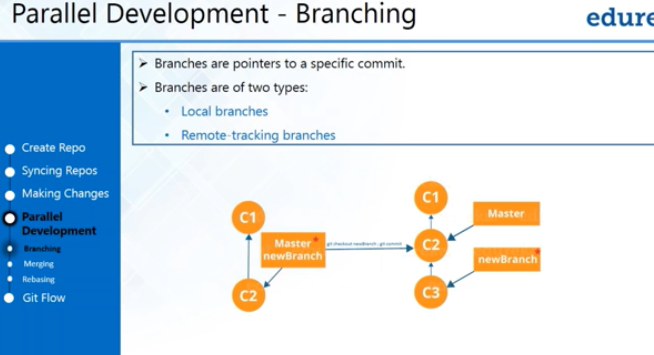 Parallel Development - Branching
edure
Branches are pointers to a specific commit.
Branches are of two types:
Local branches
Remote-tracking branches
Create Repo
Syncing Repos
Making Changes
Parallel
Development
Branching
Merging
Rebasing
Git Flow
C1
Master
newBranch
C2
git checkout newBranch : git commit
C1
Master
C2
newBranch
C3